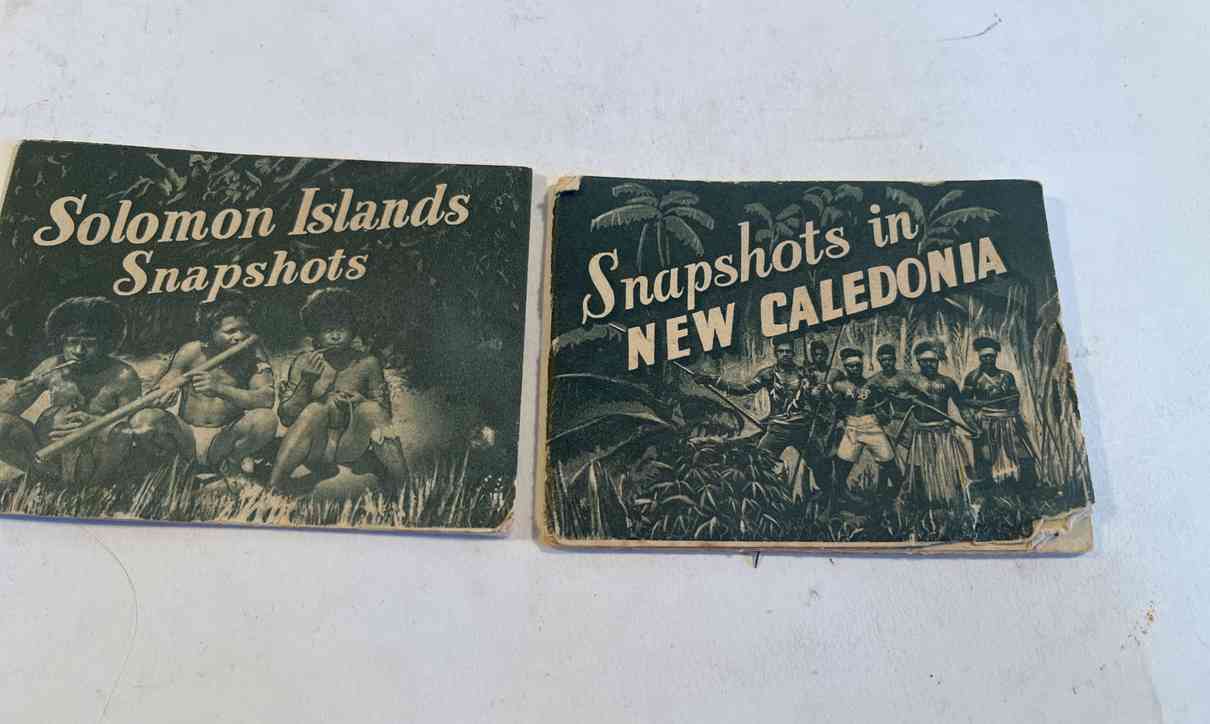 Solomon Islands
Snapshots
Snapshots in
NEW CALEDONIA